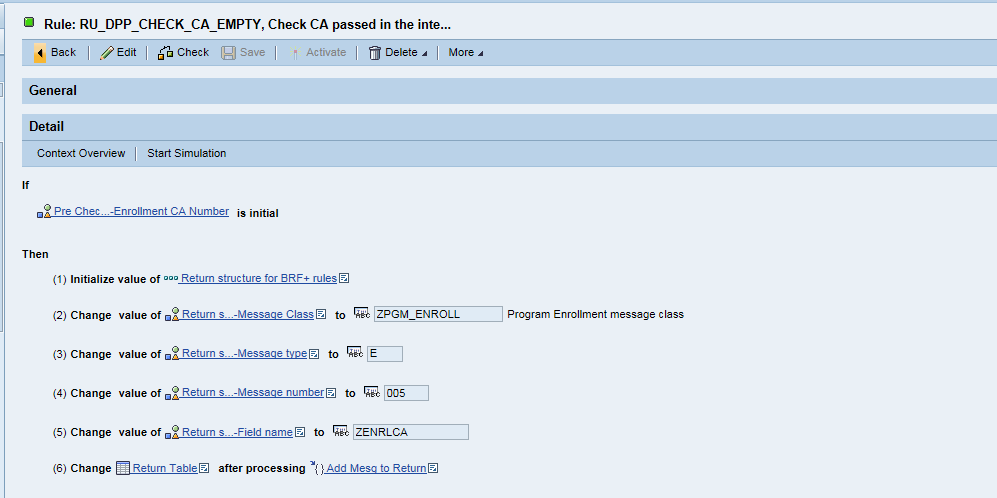 Rule: RU_DPP_CHECK_CA_EMPTY, Check CA passed in the inte...
Back Edit Check Save Activate Delete More
General
Detail
Context Overview Start Simulation
If
Pre Chec...-Enrollment CA Number is initial
Then
(1) Initialize value of Return structure for BRF+ rules
(2) Change value of Return s...-Message Class to ZPGM_ENROLL Program Enrollment message class
(3) Change value of Return s...-Message type to E
(4) Change value of Return s...-Message number to 005
(5) Change value of Return s...-Field name to ZENRLCA
(6) Change Return Table after processing Add Mesg to Return